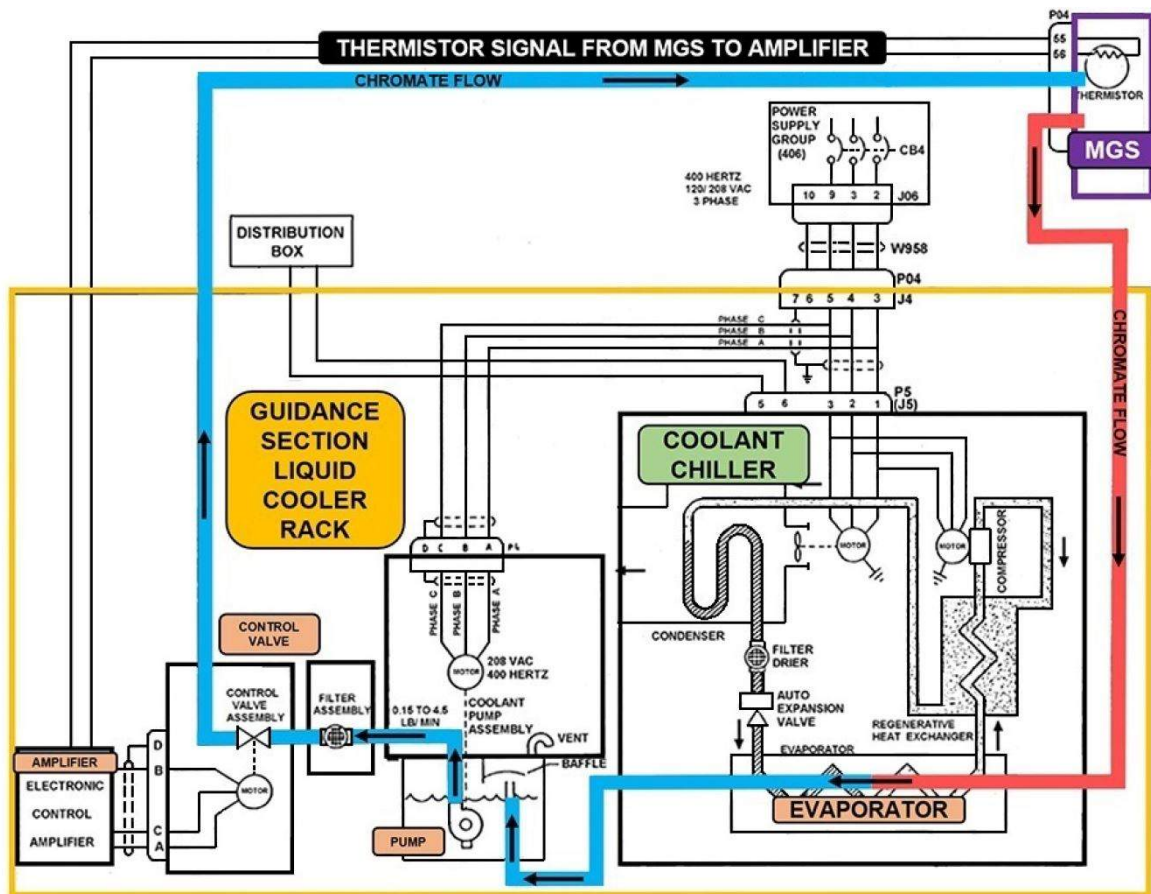 THERMISTOR SIGNAL FROM MGS TO AMPLIFIER
P04
55
56
CHROMATE FLOW
THERMISTOR
MGS
POWER
SUPPLY
GROUP
(406)
CB4
400 HERTZ
120/ 208 VAC
3 PHASE
10 9 3 2
J06
W958
DISTRIBUTION
BOX
P04
7 6 5 4 3
J4
PHASE C
PHASE B
PHASE A
CHROMATE FLOW
P5
(J5)
5 6 3 2 1
GUIDANCE
SECTION
LIQUID
COOLER
RACK
COOLANT
CHILLER
MOTOR
MOTOR
COMPRESSOR
D C B A
PHASE C
PHASE B
PHASE A
CONDENSER
FILTER
DRIER
CONTROL
VALVE
MOTOR
208 VAC
400 HERTZ
CONTROL
VALVE
ASSEMBLY
FILTER
ASSEMBLY
0.15 TO 4.5
LB/ MIN
COOLANT
PUMP
ASSEMBLY
AUTO
EXPANSION
VALVE
REGENERATIVE
HEAT EXCHANGER
VENT
BAFFLE
EVAPORATOR
EVAPORATOR
AMPLIFIER
ELECTRONIC
CONTROL
AMPLIFIER
D
B
C
A
MOTOR
PUMP